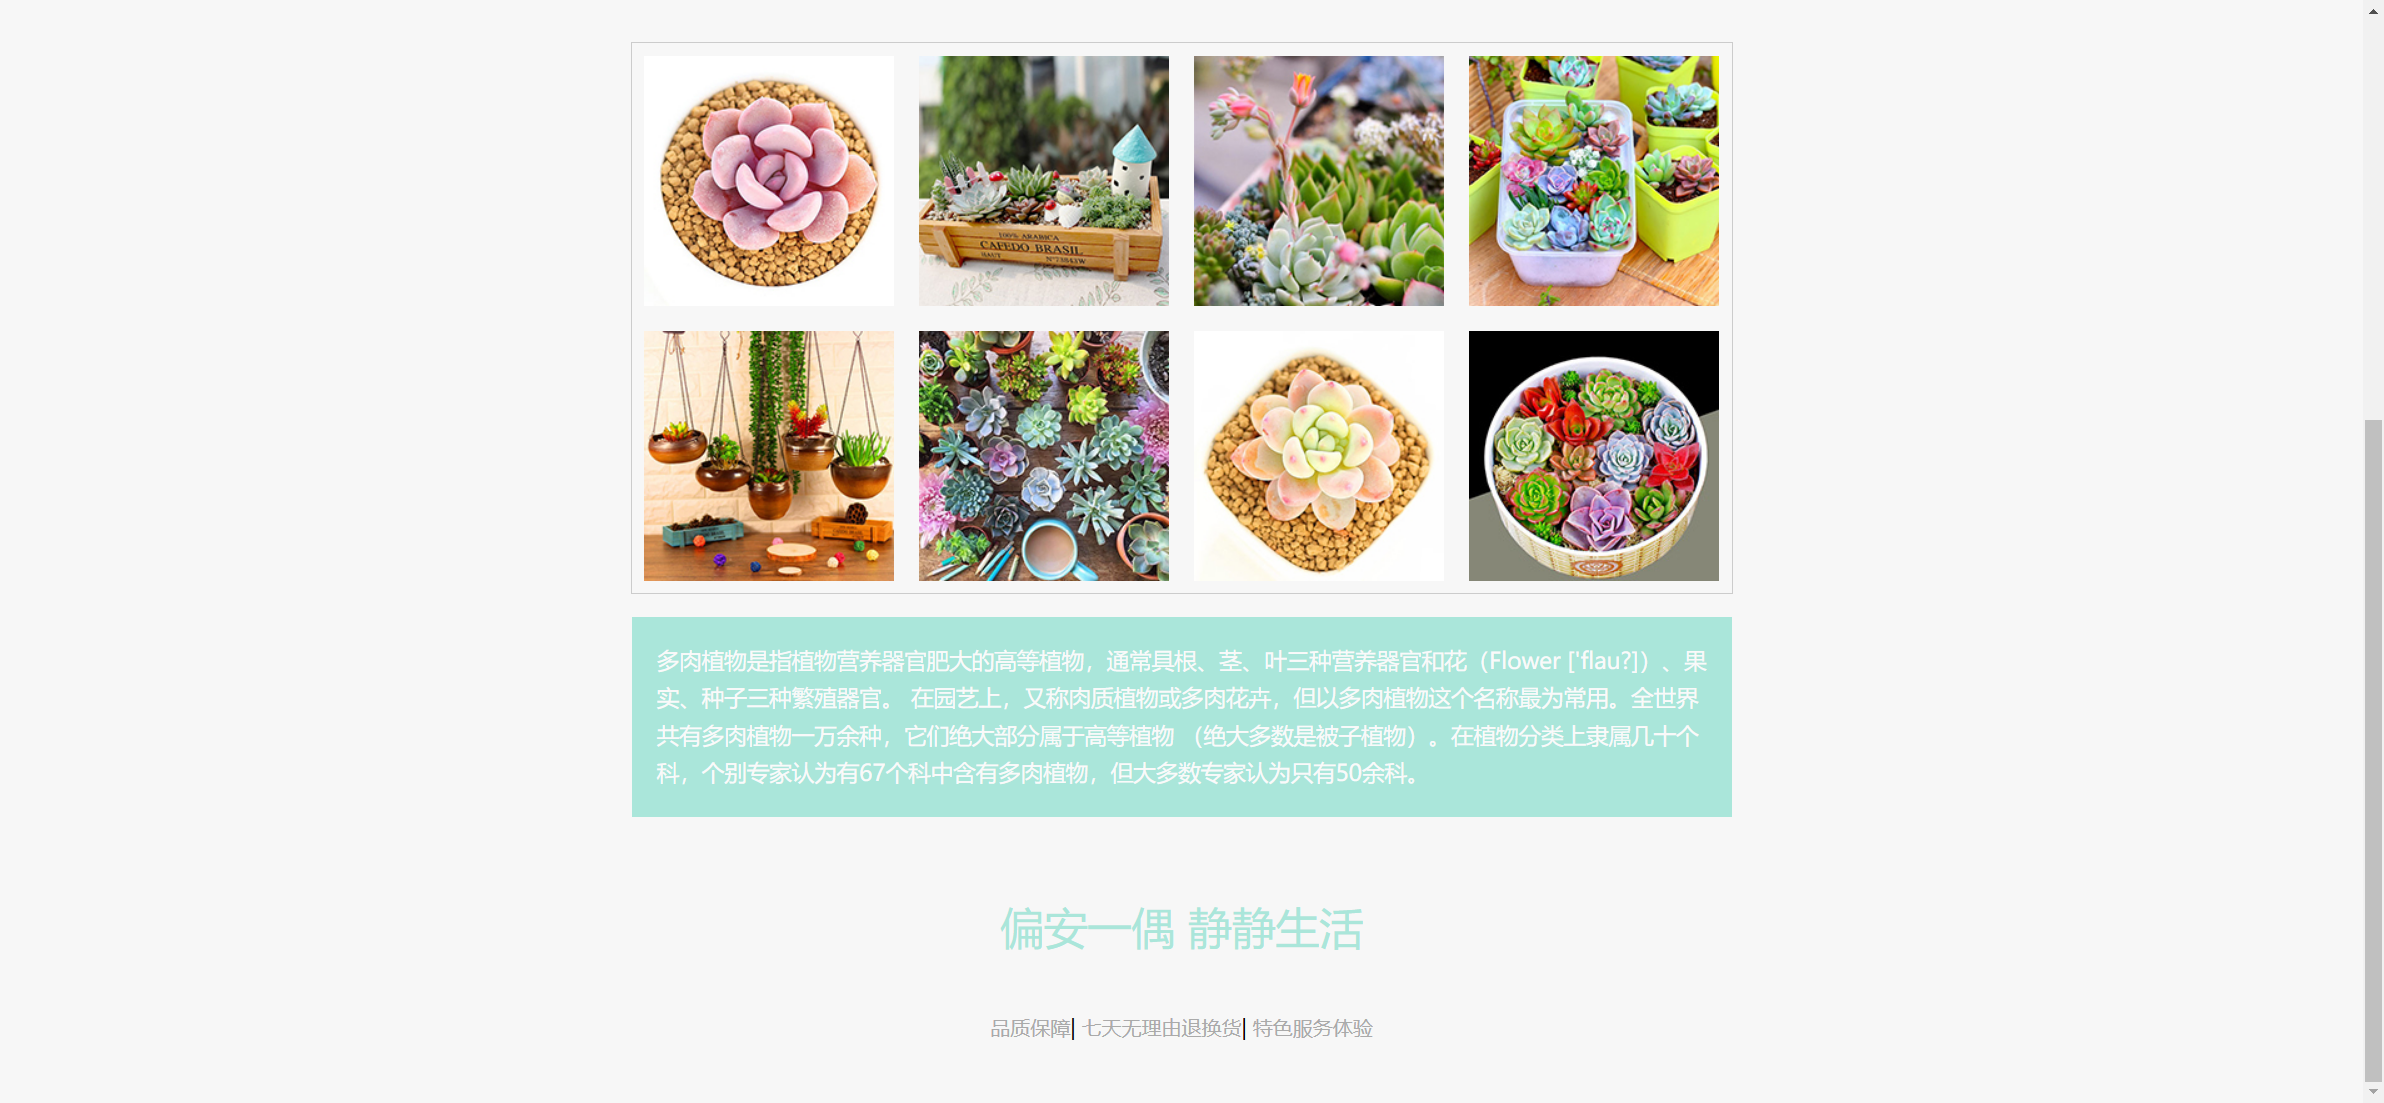 100% ARABICA
CAFEDO BRASIL
HAUT N°73843W
多肉植物是指植物营养器官肥大的高等植物，通常具根、茎、叶三种营养器官和花（Flower ['flau?]）、果
实、种子三种繁殖器官。 在园艺上，又称肉质植物或多肉花卉，但以多肉植物这个名称最为常用。全世界
共有多肉植物一万余种，它们绝大部分属于高等植物 （绝大多数是被子植物）。在植物分类上隶属几十个
科，个别专家认为有67个科中含有多肉植物，但大多数专家认为只有50余科。
偏安一偶 静静生活
品质保障| 七天无理由退换货| 特色服务体验